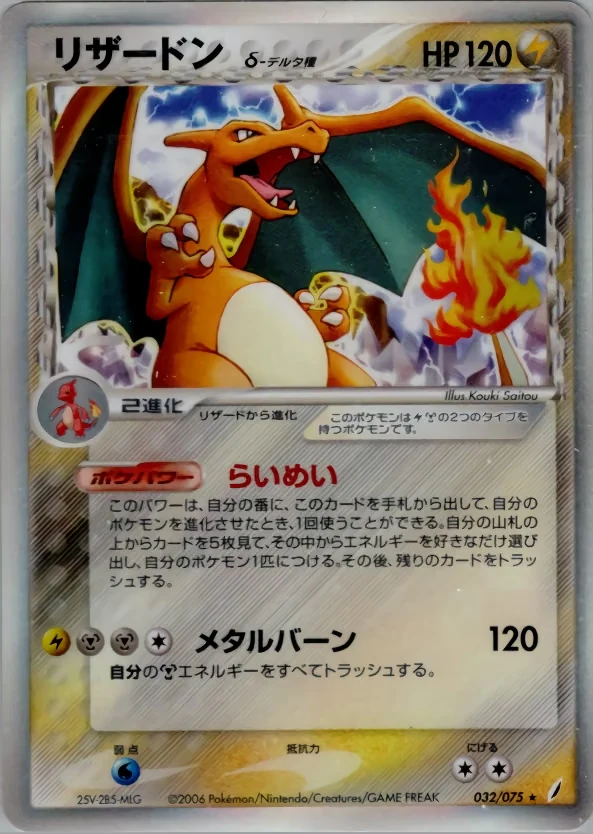 リザードン δ-デルタ種 HP120
Illus. Kouki Saitou
2進化 リザードから進化
このポケモンはの2つのタイプを
持つポケモンです。
ポケパワー らいめい
このパワーは、自分の番に、このカードを手札から出して、自分の
ポケモンを進化させたとき、1回使うことができる。自分の山札の
上からカードを5枚見て、その中からエネルギーを好きなだけ選び
出し、自分のポケモン1匹につける。その後、残りのカードをトラッ
シュする。
メタルバーン 120
自分のエネルギーをすべてトラッシュする。
弱点 抵抗力 にげる
25V-2B5-MLG ©2006 Pokémon/Nintendo/Creatures/GAME FREAK 032/075 ★